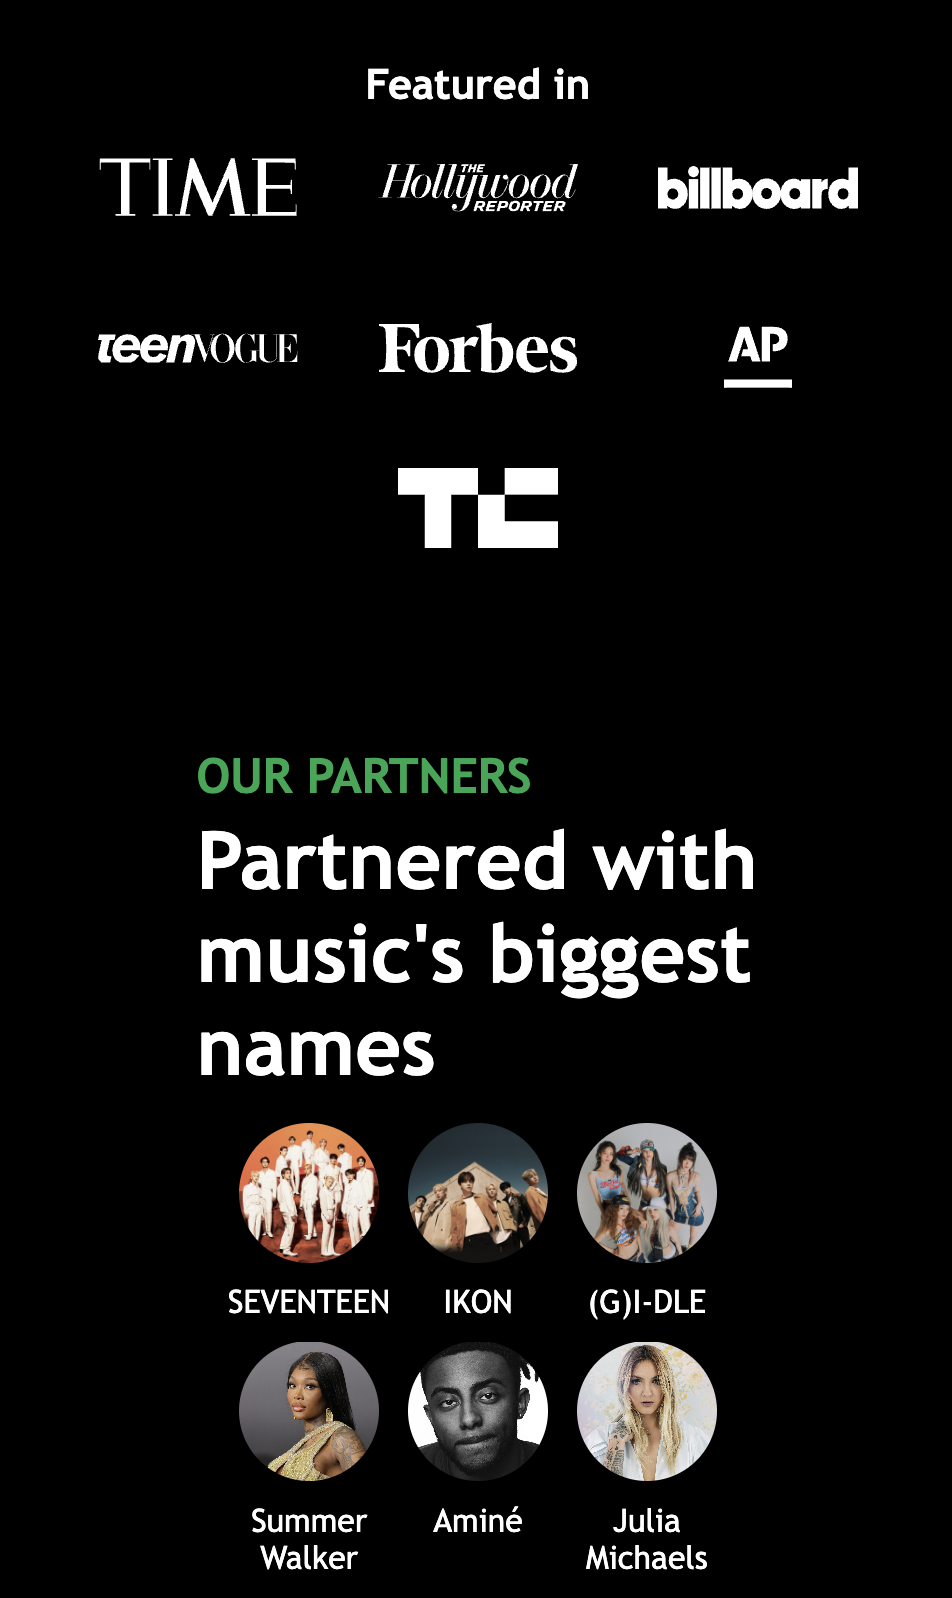 Featured in
TIME
THE
Hollywood
REPORTER
billboard
teenVOGUE
Forbes
AP
TC
OUR PARTNERS
Partnered with
music's biggest
names
SEVENTEEN
IKON
(G)I-DLE
Summer
Walker
Aminé
Julia
Michaels